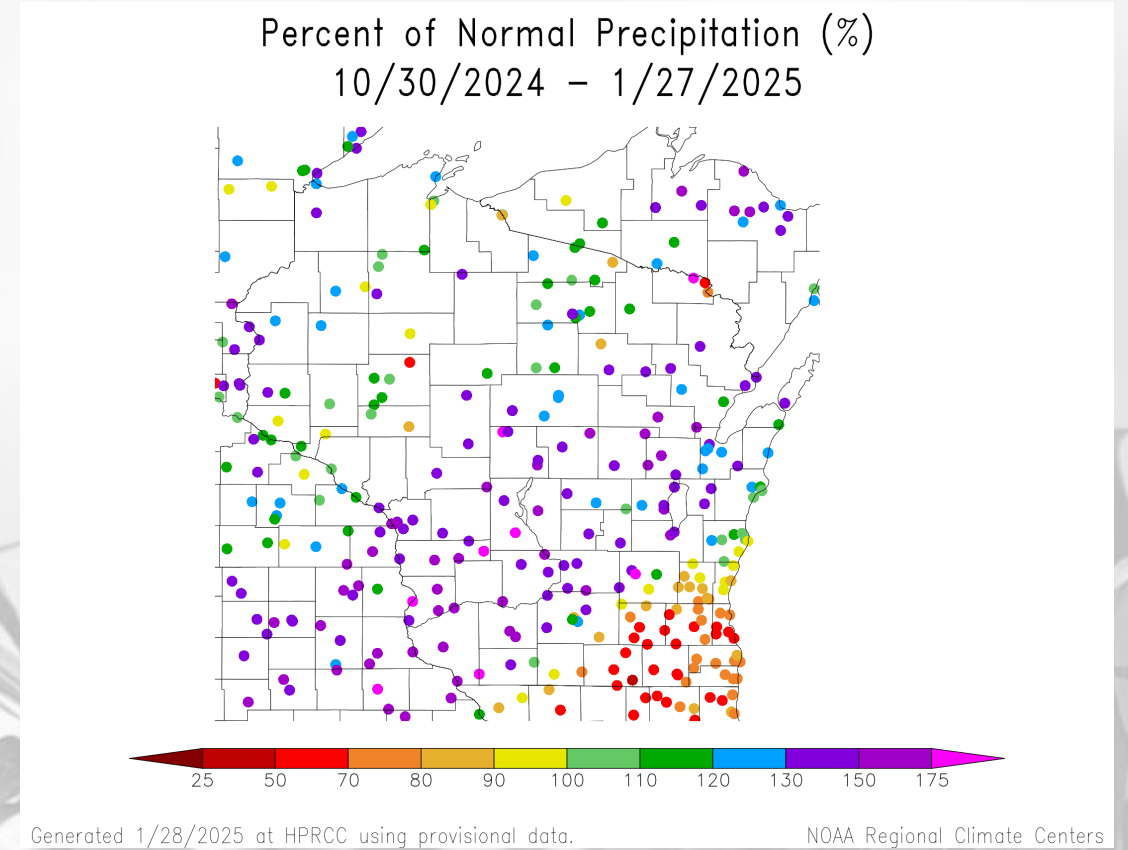 Percent of Normal Precipitation (%)
10/30/2024 – 1/27/2025
25 50 70 80 90 100 110 120 130 150 175
Generated 1/28/2025 at HPRCC using provisional data.
NOAA Regional Climate Centers